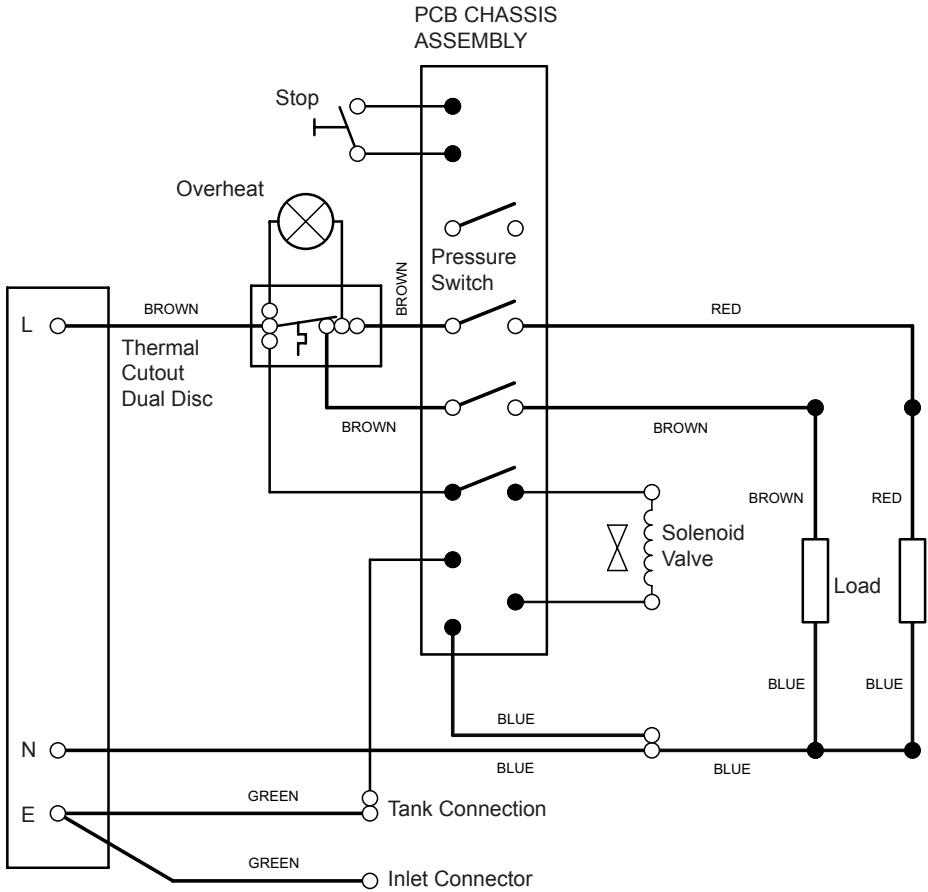 PCB CHASSIS
ASSEMBLY
Stop
Overheat
Pressure
Switch
BROWN
BROWN
RED
L
Thermal
Cutout
Dual Disc
BROWN
BROWN
BROWN
RED
Solenoid
Valve
Load
BLUE
BLUE
BLUE
N
BLUE
BLUE
GREEN
E
Tank Connection
GREEN
Inlet Connector